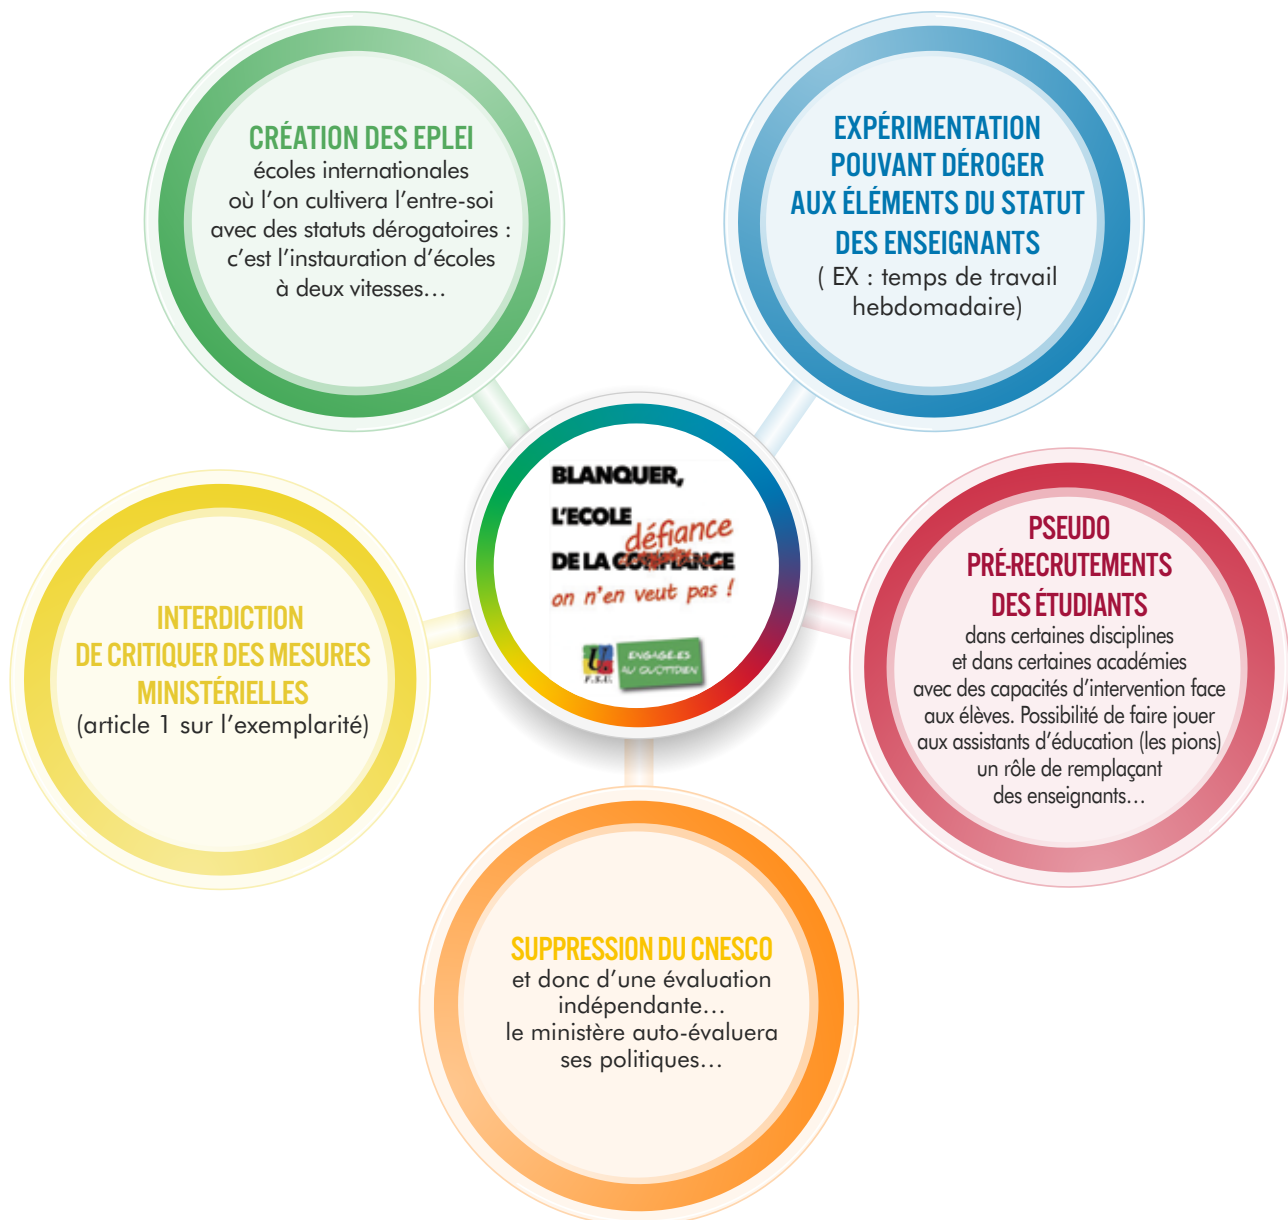 CRÉATION DES EPLEI
écoles internationales
où l'on cultivera l'entre-soi
avec des statuts dérogatoires :
c'est l'instauration d'écoles
à deux vitesses…
EXPÉRIMENTATION
POUVANT DÉROGER
AUX ÉLÉMENTS DU STATUT
DES ENSEIGNANTS
( EX : temps de travail
hebdomadaire)
BLANQUER,
L'ECOLE
défiance
DE LA CONFIANCE
on n'en veut pas !
F.S.U.
ENGAGÉ·ES
AU QUOTIDIEN
INTERDICTION
DE CRITIQUER DES MESURES
MINISTÉRIELLES
(article 1 sur l'exemplarité)
PSEUDO
PRÉ-RECRUTEMENTS
DES ÉTUDIANTS
dans certaines disciplines
et dans certaines académies
avec des capacités d'intervention face
aux élèves. Possibilité de faire jouer
aux assistants d'éducation (les pions)
un rôle de remplaçant
des enseignants…
SUPPRESSION DU CNESCO
et donc d'une évaluation
indépendante…
le ministère auto-évaluera
ses politiques…